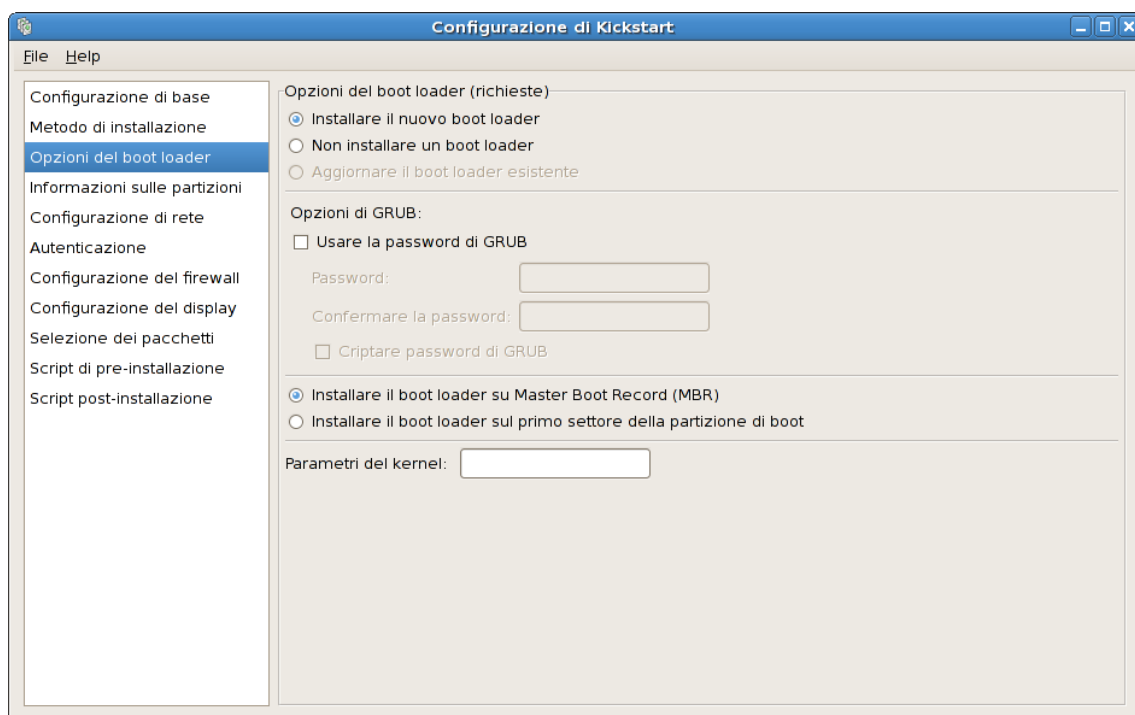 Configurazione di Kickstart
File Help
Configurazione di base
Metodo di installazione
Opzioni del boot loader
Informazioni sulle partizioni
Configurazione di rete
Autenticazione
Configurazione del firewall
Configurazione del display
Selezione dei pacchetti
Script di pre-installazione
Script post-installazione
Opzioni del boot loader (richieste)
Installare il nuovo boot loader
Non installare un boot loader
Aggiornare il boot loader esistente
Opzioni di GRUB:
Usare la password di GRUB
Password:
Confermare la password:
Criptare password di GRUB
Installare il boot loader su Master Boot Record (MBR)
Installare il boot loader sul primo settore della partizione di boot
Parametri del kernel: